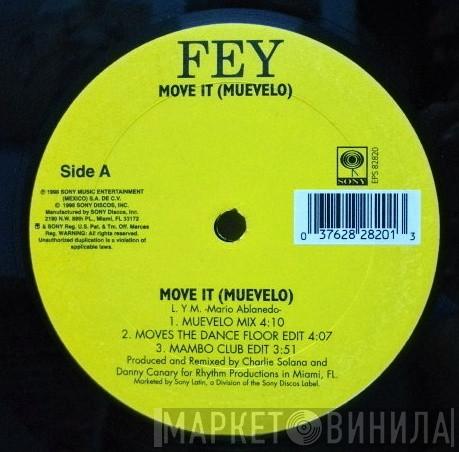 FEY
MOVE IT (MUEVELO)
Side A
℗ 1998 SONY MUSIC ENTERTAINMENT
(MEXICO) S.A. DE C.V.
© 1998 SONY DISCOS, INC.
Manufactured by SONY Discos, Inc.
2190 N.W. 89th PL., Miami, FL 33172
& SONY Reg. U.S. Pat. & Tm. Off. Marcas
Reg. WARNING: All rights reserved.
Unauthorized duplication is a violation of
applicable laws.
SONY
EPS 82820
0 37628 28201 3
MOVE IT (MUEVELO)
L. Y M. -Mario Ablanedo-
1. MUEVELO MIX 4:10
2. MOVES THE DANCE FLOOR EDIT 4:07
3. MAMBO CLUB EDIT 3:51
Produced and Remixed by Charlie Solana and
Danny Canary for Rhythm Productions in Miami, FL.
Marketed by Sony Latin, a Division of the Sony Discos Label.
МАРКЕТ ВИНИЛА